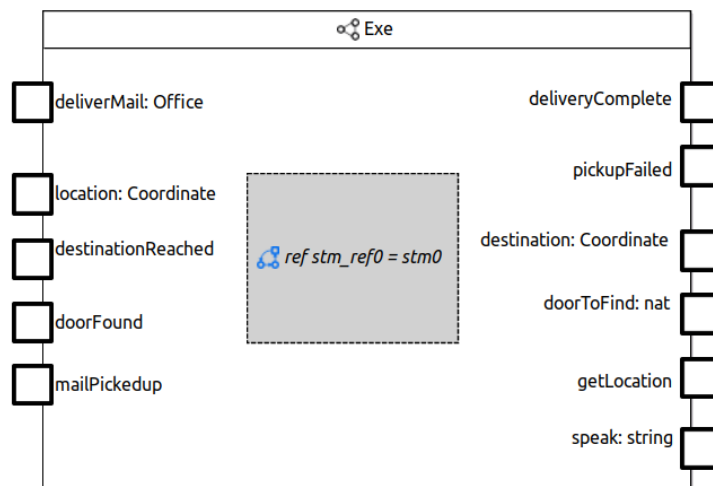 Exe
deliverMail: Office
location: Coordinate
destinationReached
doorFound
mailPickedup
ref stm_ref0 = stm0
deliveryComplete
pickupFailed
destination: Coordinate
doorToFind: nat
getLocation
speak: string